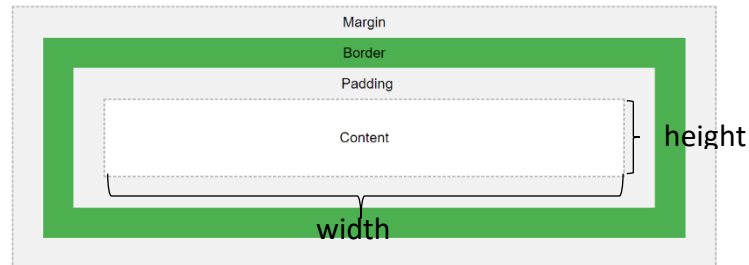 Margin
Border
Padding
Content
height
width